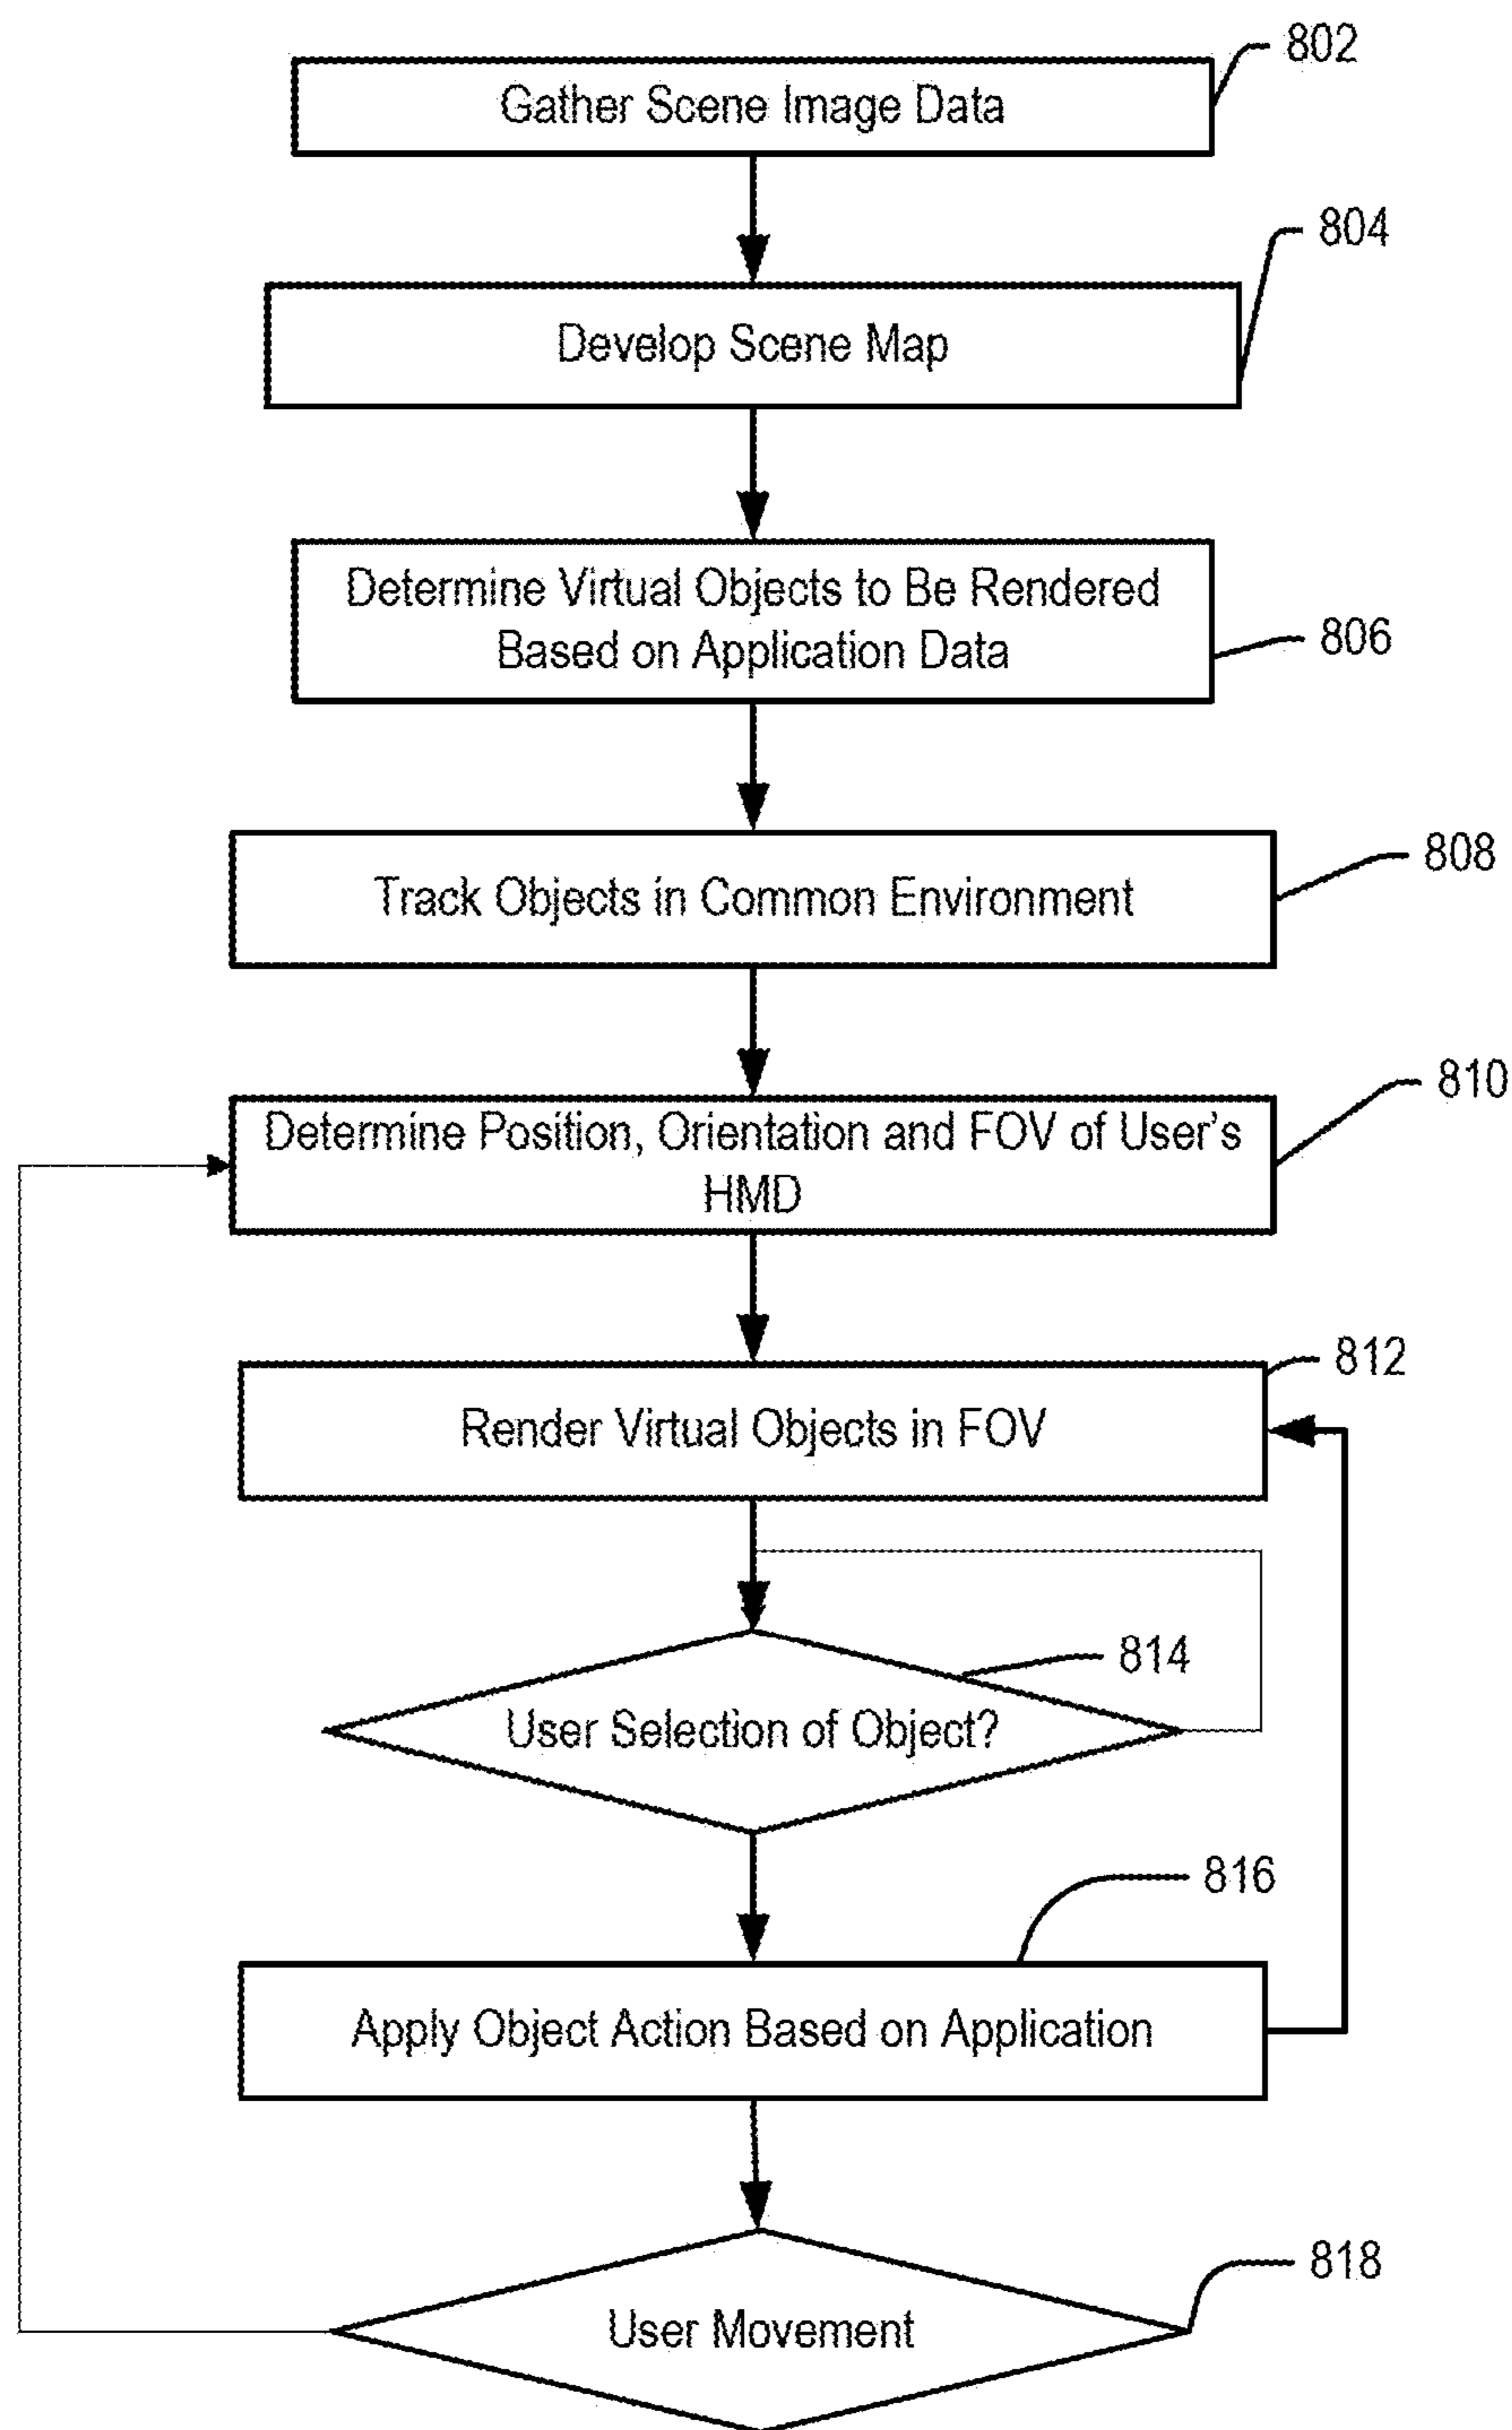 802
Gather Scene Image Data
804
Develop Scene Map
Determine Virtual Objects to Be Rendered
Based on Application Data
806
808
Track Objects in Common Environment
810
Determine Position, Orientation and FOV of User's
HMD
812
Render Virtual Objects in FOV
814
User Selection of Object?
816
Apply Object Action Based on Application
818
User Movement